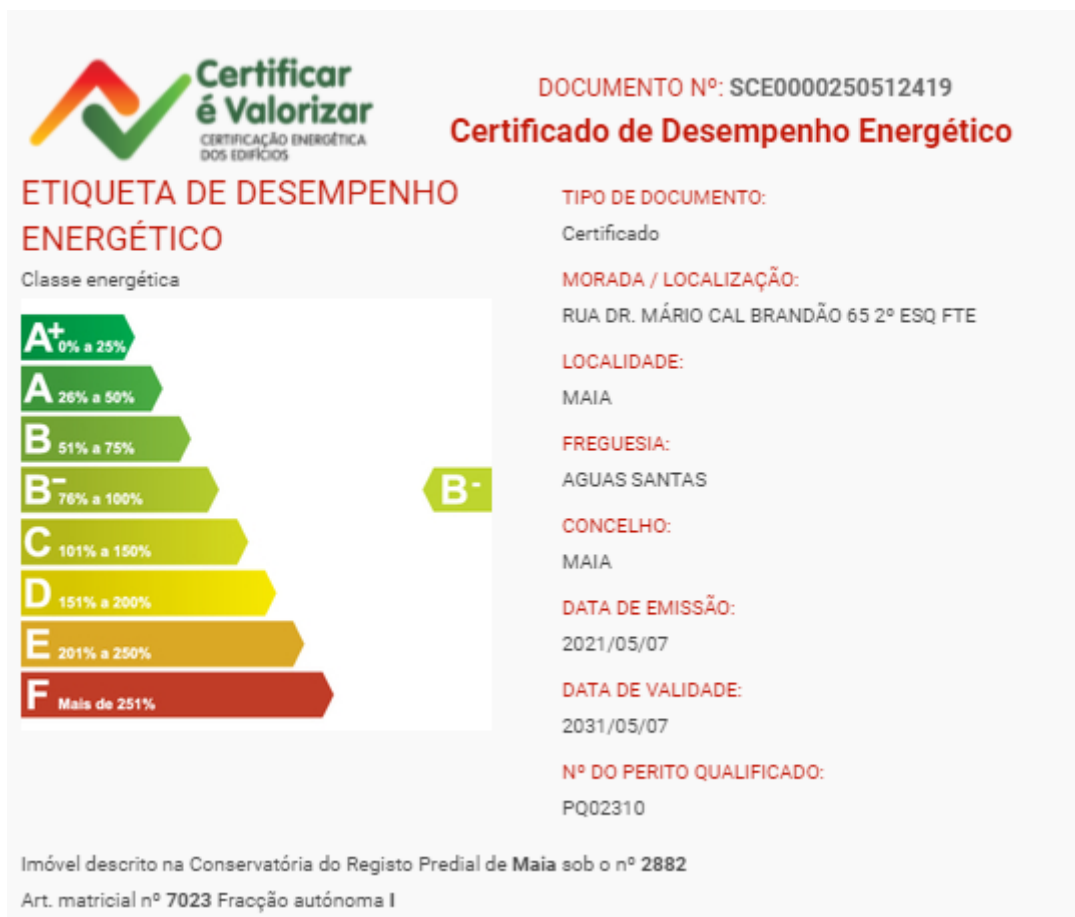 Certificar
é Valorizar
CERTIFICAÇÃO ENERGÉTICA
DOS EDIFÍCIOS
DOCUMENTO Nº: SCE0000250512419
Certificado de Desempenho Energético
ETIQUETA DE DESEMPENHO
ENERGÉTICO
Classe energética
A+ 0% a 25%
A 26% a 50%
B 51% a 75%
B- 76% a 100%
B-
C 101% a 150%
D 151% a 200%
E 201% a 250%
F Mais de 251%
TIPO DE DOCUMENTO:
Certificado
MORADA / LOCALIZAÇÃO:
RUA DR. MÁRIO CAL BRANDÃO 65 2º ESQ FTE
LOCALIDADE:
MAIA
FREGUESIA:
AGUAS SANTAS
CONCELHO:
MAIA
DATA DE EMISSÃO:
2021/05/07
DATA DE VALIDADE:
2031/05/07
Nº DO PERITO QUALIFICADO:
PQ02310
Imóvel descrito na Conservatória do Registo Predial de Maia sob o nº 2882
Art. matricial nº 7023 Fracção autónoma I